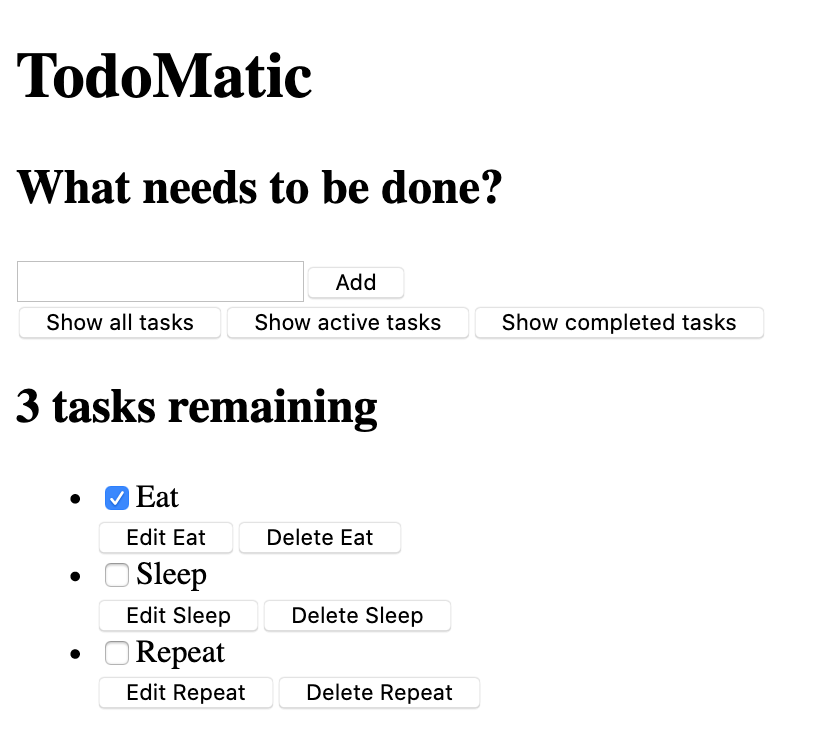 TodoMatic
What needs to be done?
Add
Show all tasks Show active tasks Show completed tasks
3 tasks remaining
Eat
Edit Eat Delete Eat
Sleep
Edit Sleep Delete Sleep
Repeat
Edit Repeat Delete Repeat